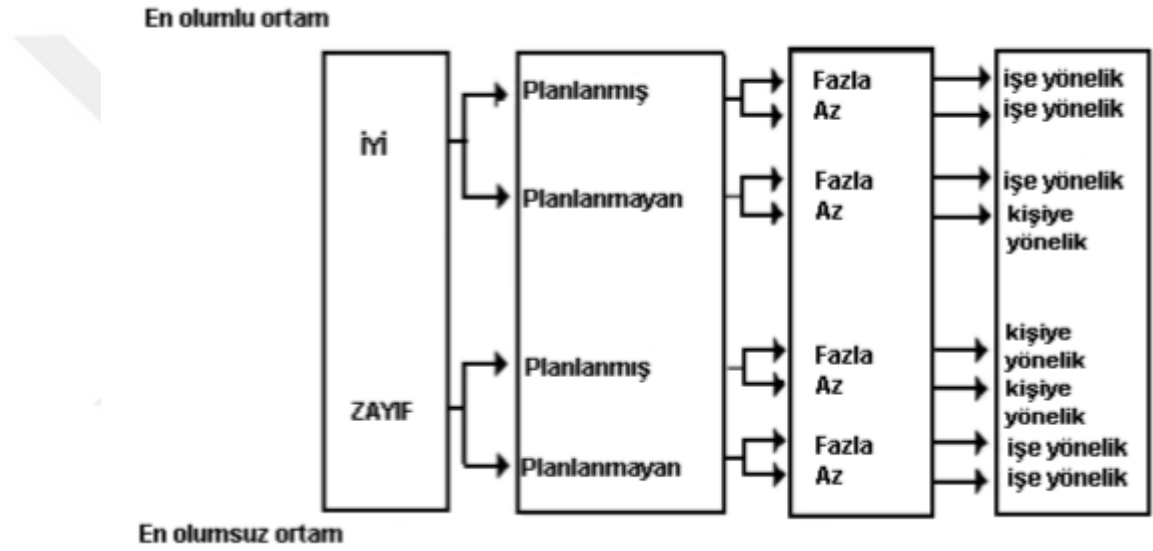 En olumlu ortam
İYİ
Planlanmış
Planlanmayan
Fazla
Az
Fazla
Az
işe yönelik
işe yönelik
işe yönelik
kişiye
yönelik
ZAYIF
Planlanmış
Planlanmayan
Fazla
Az
Fazla
Az
kişiye
yönelik
kişiye
yönelik
işe yönelik
işe yönelik
En olumsuz ortam